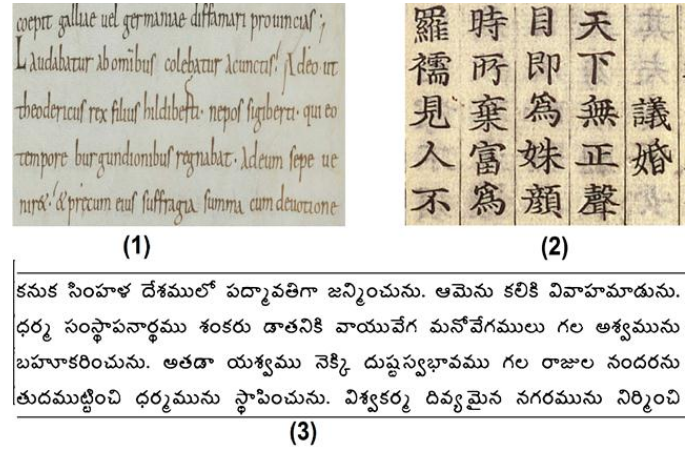 coepit galliae uel germaniae diffamari prouincias;
Laudabatur ab omibus colebatur acunctis! Adeo ut
theodericus rex filius hildiberti· nepos sigiberti· qui eo
tempore burgundionibus regnabat· Adeum sepe ue
nir&·! & precum eius suffragia summa cum deuotione
(1)
議婚
天下無正聲
目即爲姝顔
時所棄富爲
羅襦見人不
(2)
కనుక సింహళ దేశములో పద్మావతిగా జన్మించును. ఆమెను కలికి వివాహమాడును.
ధర్మ సంస్థాపనార్థము శంకరు డాతనికి వాయువేగ మనోవేగములు గల అశ్వమును
బహూకరించును. అతడా యశ్వము నెక్కి దుష్టస్వభావము గల రాజుల నందరను
తుదముట్టించి ధర్మమును స్థాపించును. విశ్వకర్మ దివ్యమైన నగరమును నిర్మించి
(3)